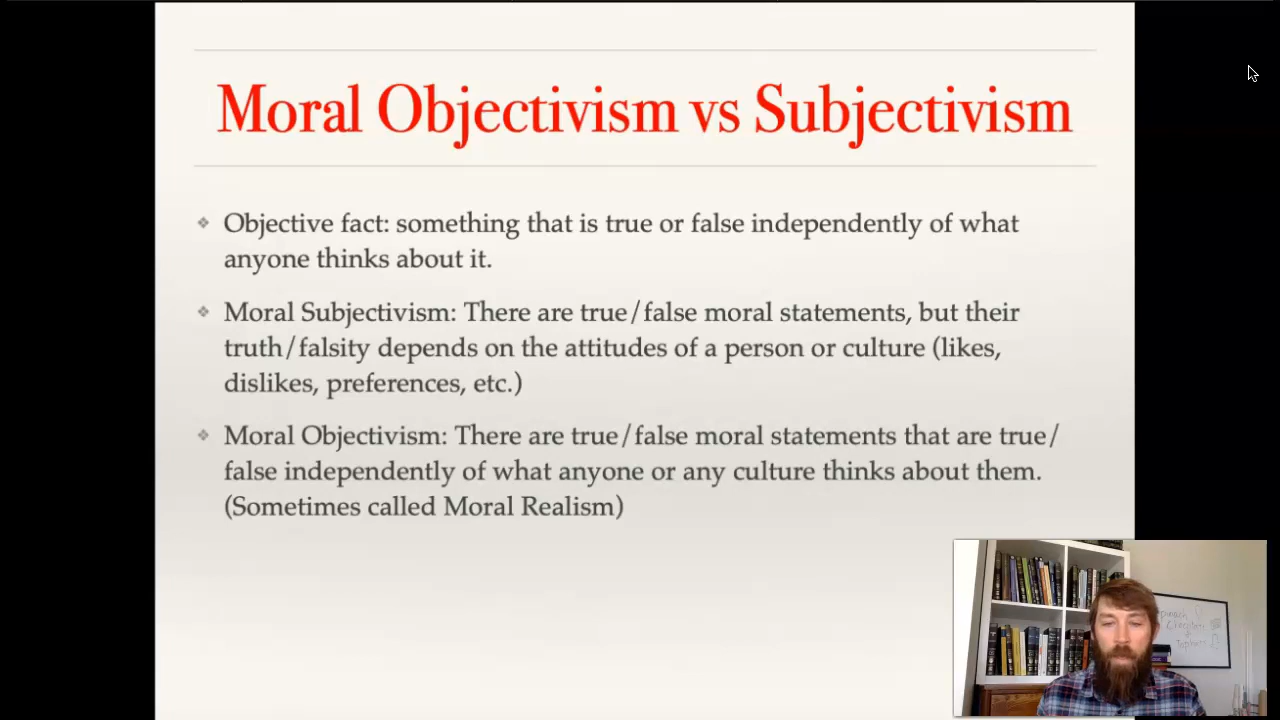 Moral Objectivism vs Subjectivism
Objective fact: something that is true or false independently of what
anyone thinks about it.
Moral Subjectivism: There are true/false moral statements, but their
truth/falsity depends on the attitudes of a person or culture (likes,
dislikes, preferences, etc.)
Moral Objectivism: There are true/false moral statements that are true/
false independently of what anyone or any culture thinks about them.
(Sometimes called Moral Realism)